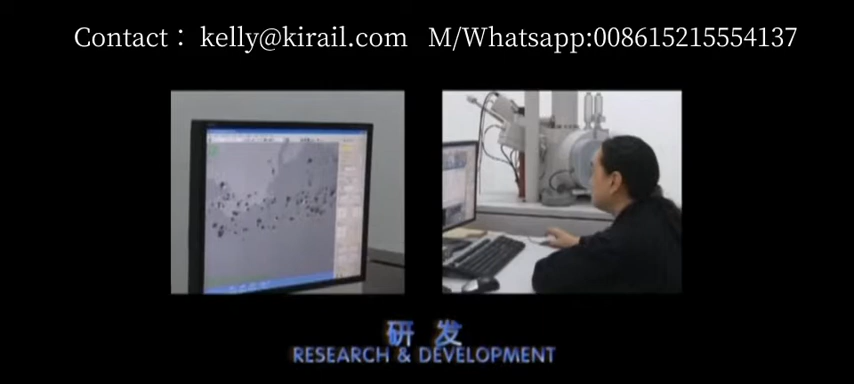 Contact： kelly@kirail.com M/Whatsapp:008615215554137
研 发
RESEARCH & DEVELOPMENT